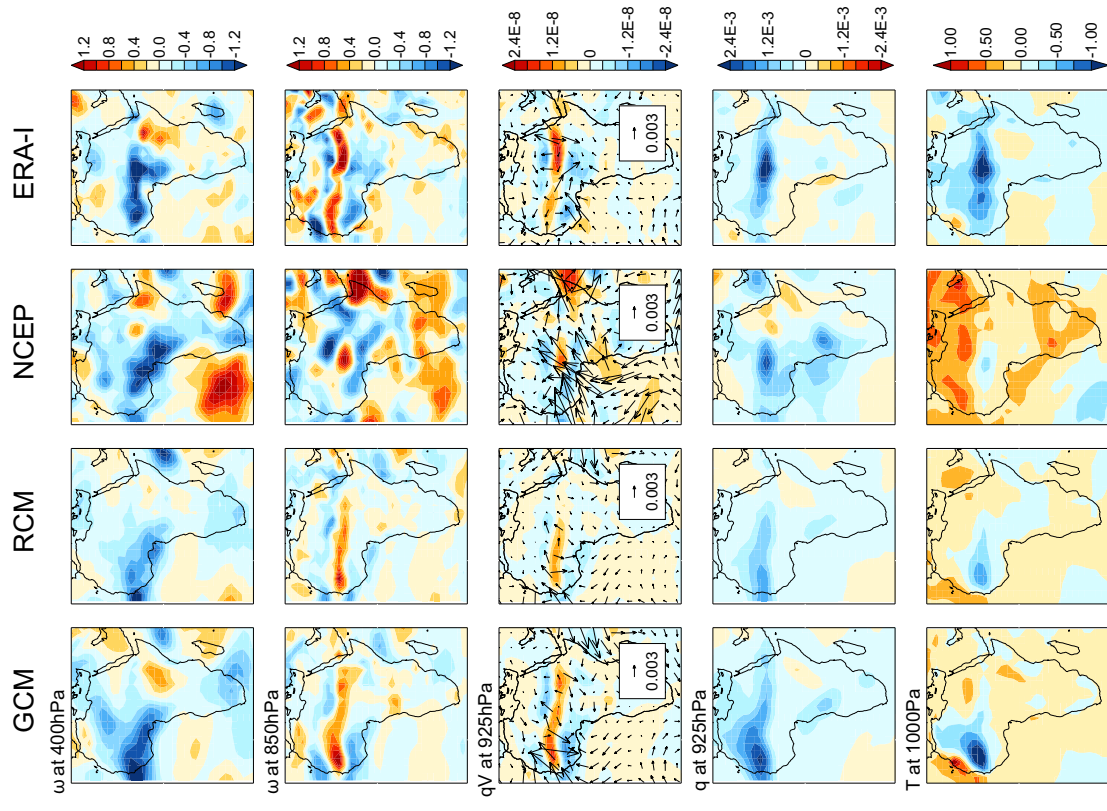 GCM RCM NCEP ERA-I
ω at 400hPa
1.2
0.8
0.4
0.0
-0.4
-0.8
-1.2
ω at 850hPa
1.2
0.8
0.4
0.0
-0.4
-0.8
-1.2
qV at 925hPa
2.4E-8
1.2E-8
0
-1.2E-8
-2.4E-8
0.003 0.003 0.003 0.003
q at 925hPa
2.4E-3
1.2E-3
0
-1.2E-3
-2.4E-3
T at 1000hPa
1.00
0.50
0.000
-0.50
-1.00